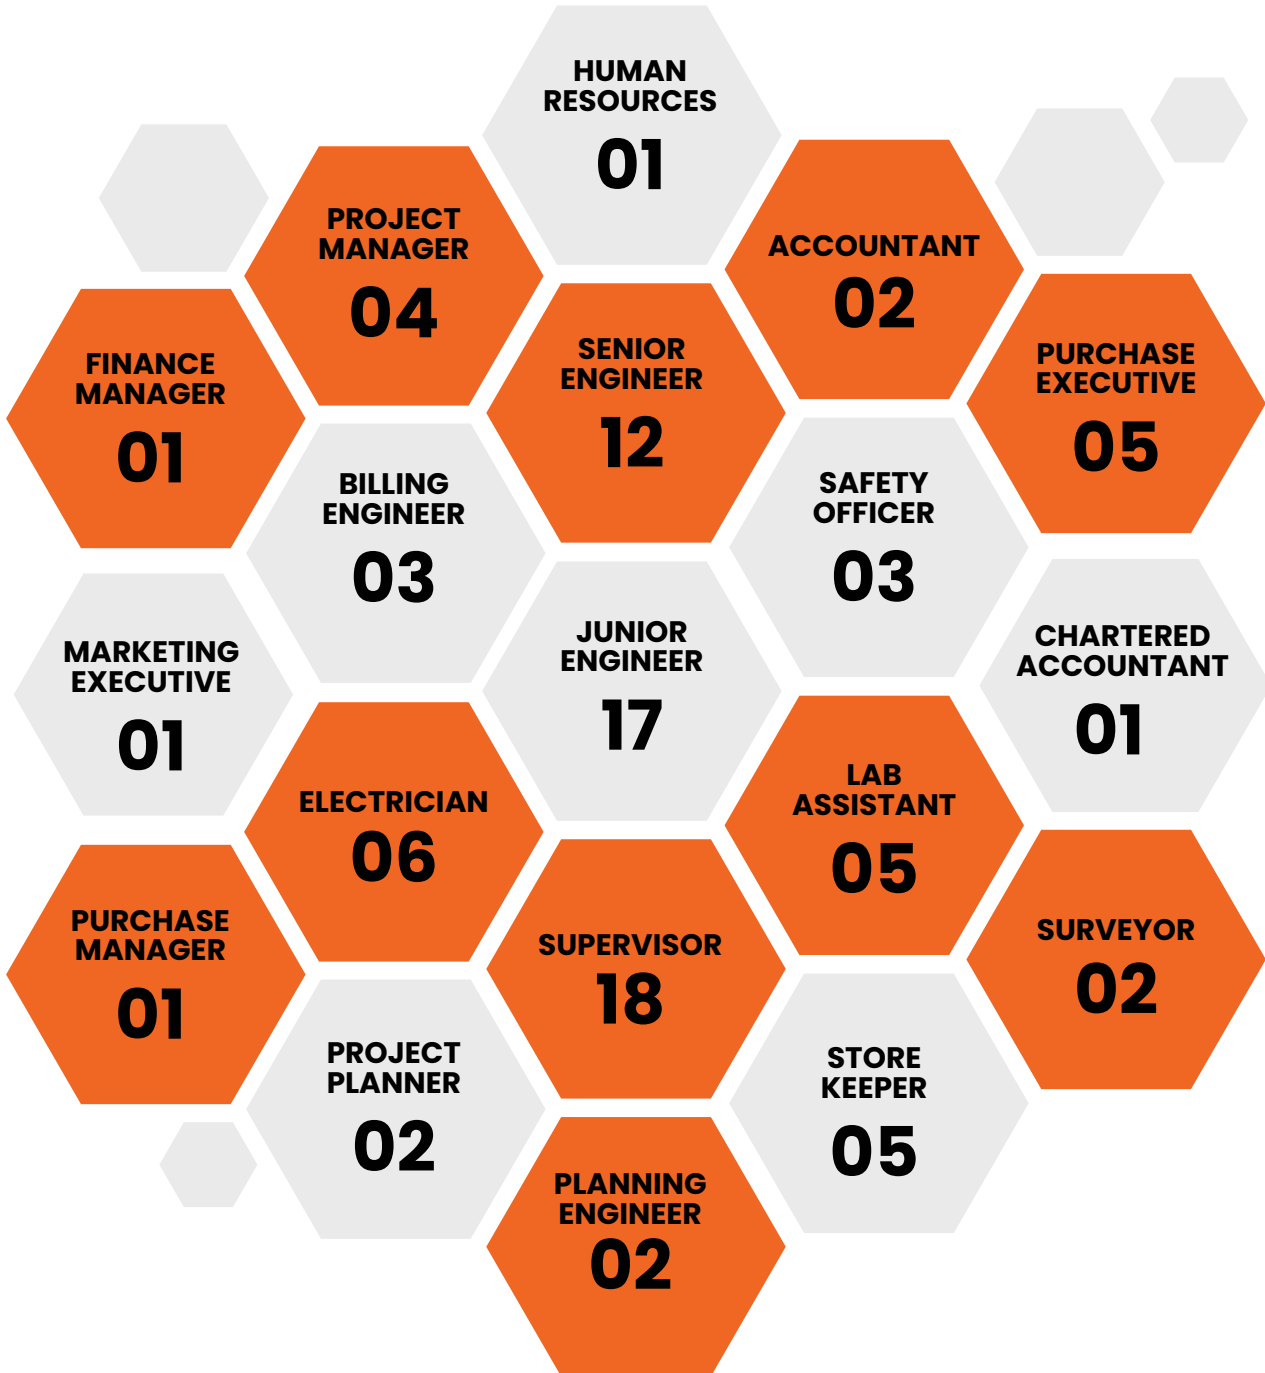 HUMAN
RESOURCES
01
PROJECT
MANAGER
04
ACCOUNTANT
02
FINANCE
MANAGER
01
SENIOR
ENGINEER
12
PURCHASE
EXECUTIVE
05
BILLING
ENGINEER
03
SAFETY
OFFICER
03
MARKETING
EXECUTIVE
01
JUNIOR
ENGINEER
17
CHARTERED
ACCOUNTANT
01
ELECTRICIAN
06
LAB
ASSISTANT
05
PURCHASE
MANAGER
01
SUPERVISOR
18
SURVEYOR
02
PROJECT
PLANNER
02
STORE
KEEPER
05
PLANNING
ENGINEER
02